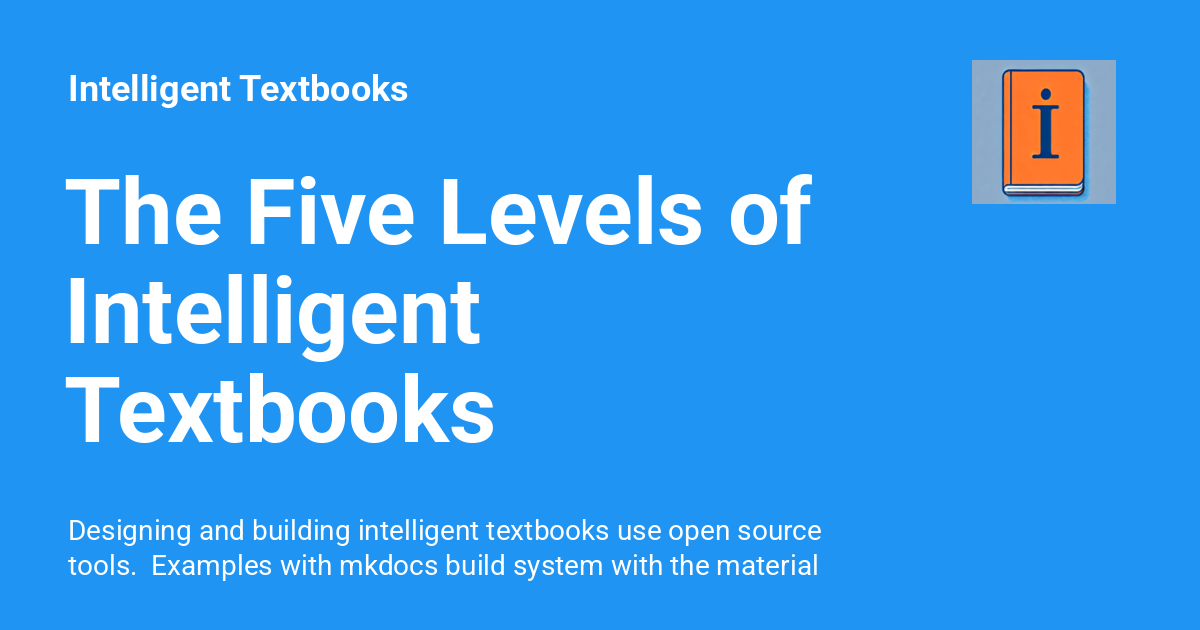 Intelligent Textbooks
The Five Levels of
Intelligent
Textbooks
Designing and building intelligent textbooks use open source
tools.  Examples with mkdocs build system with the material
i